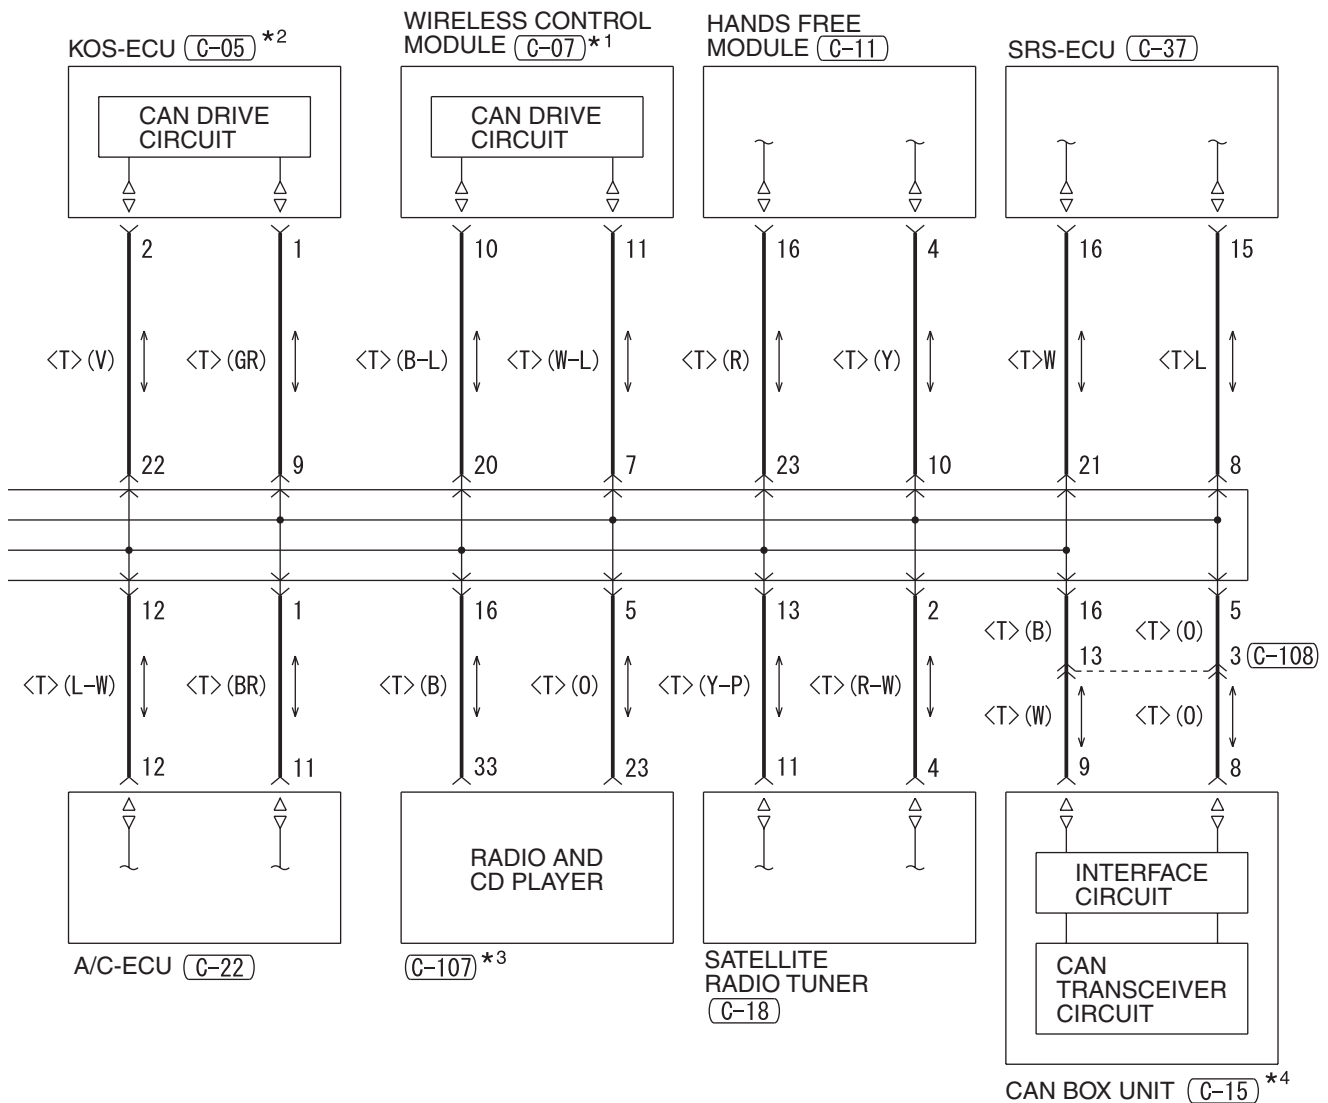 KOS-ECU C-05 *2
WIRELESS CONTROL
MODULE C-07 *1
HANDS FREE
MODULE C-11
SRS-ECU C-37
CAN DRIVE
CIRCUIT
CAN DRIVE
CIRCUIT
2 1 10 11 16 4 16 15
<T>(V) <T>(GR) <T>(B-L) <T>(W-L) <T>(R) <T>(Y) <T>W <T>L
22 9 20 7 23 10 21 8
12 1 16 5 13 2 16 5
<T>(B) <T>(O)
13 3 C-108
<T>(L-W) <T>(BR) <T>(B) <T>(O) <T>(Y-P) <T>(R-W)
<T>(W) <T>(O)
12 11 33 23 11 4 9 8
RADIO AND
CD PLAYER
INTERFACE
CIRCUIT
CAN
TRANSCEIVER
CIRCUIT
A/C-ECU C-22
C-107 *3
SATELLITE
RADIO TUNER
C-18
CAN BOX UNIT C-15 *4